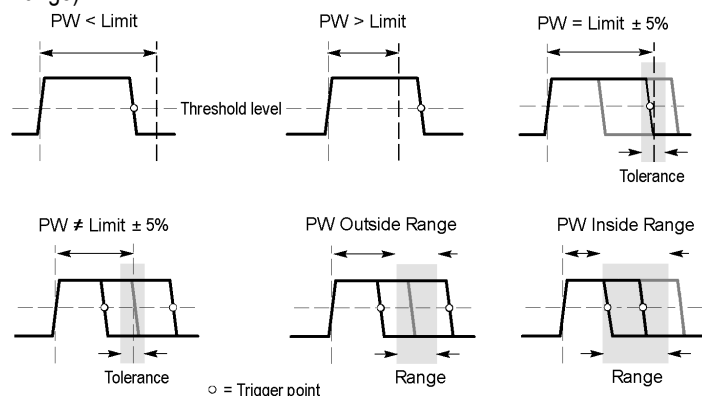 range)
PW < Limit
PW > Limit
PW = Limit ± 5%
Threshold level
Tolerance
PW ≠ Limit ± 5%
PW Outside Range
PW Inside Range
Tolerance
Range
Range
= Trigger point